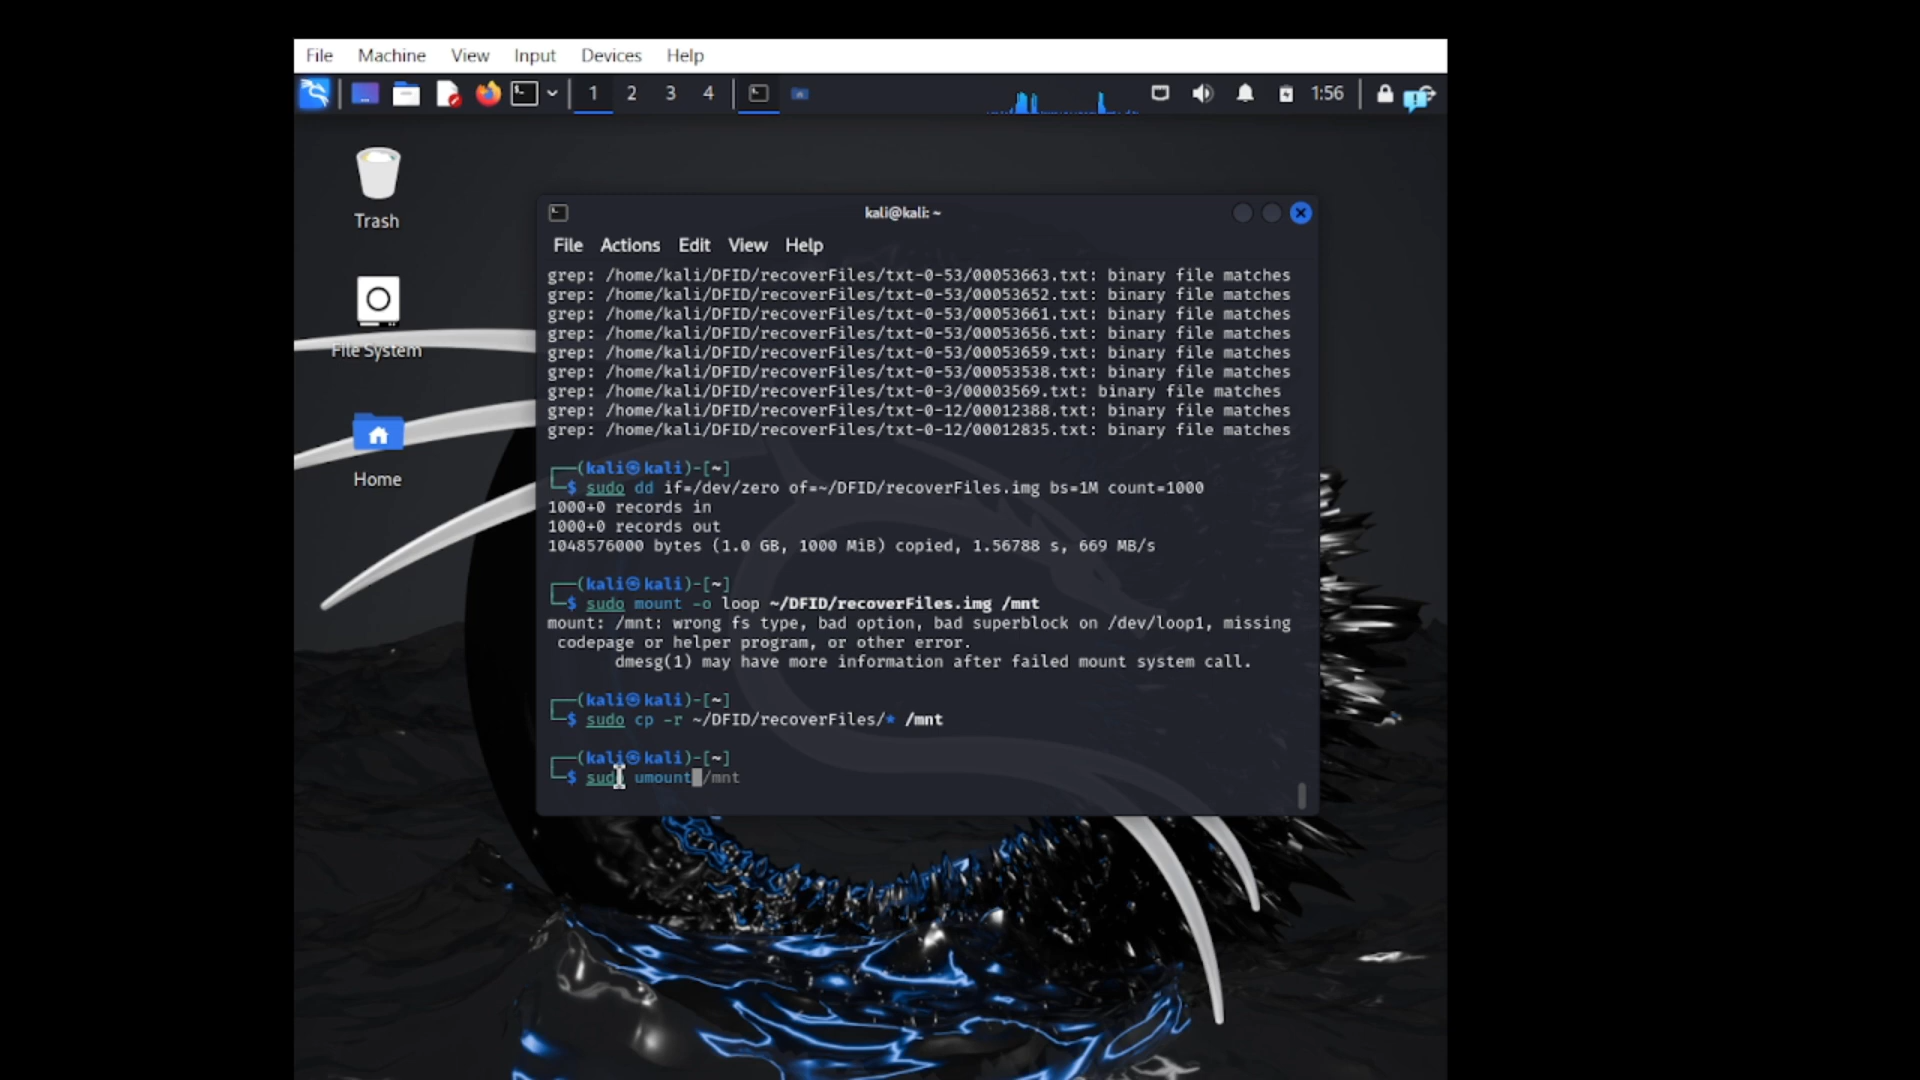 File Machine View Input Devices Help
1 2 3 4 1:56
Trash
File System
Home
kali@kali: ~
File Actions Edit View Help
grep: /home/kali/DFID/recoverFiles/txt-0-53/00053663.txt: binary file matches
grep: /home/kali/DFID/recoverFiles/txt-0-53/00053652.txt: binary file matches
grep: /home/kali/DFID/recoverFiles/txt-0-53/00053661.txt: binary file matches
grep: /home/kali/DFID/recoverFiles/txt-0-53/00053656.txt: binary file matches
grep: /home/kali/DFID/recoverFiles/txt-0-53/00053659.txt: binary file matches
grep: /home/kali/DFID/recoverFiles/txt-0-53/00053538.txt: binary file matches
grep: /home/kali/DFID/recoverFiles/txt-0-3/00003569.txt: binary file matches
grep: /home/kali/DFID/recoverFiles/txt-0-12/00012388.txt: binary file matches
grep: /home/kali/DFID/recoverFiles/txt-0-12/00012835.txt: binary file matches
┌──(kali㉿kali)-[~]
└─$ sudo dd if=/dev/zero of=~/DFID/recoverFiles.img bs=1M count=1000
1000+0 records in
1000+0 records out
1048576000 bytes (1.0 GB, 1000 MiB) copied, 1.56788 s, 669 MB/s
┌──(kali㉿kali)-[~]
└─$ sudo mount -o loop ~/DFID/recoverFiles.img /mnt
mount: /mnt: wrong fs type, bad option, bad superblock on /dev/loop1, missing
codepage or helper program, or other error.
dmesg(1) may have more information after failed mount system call.
┌──(kali㉿kali)-[~]
└─$ sudo cp -r ~/DFID/recoverFiles/* /mnt
┌──(kali㉿kali)-[~]
└─$ sudo umount /mnt